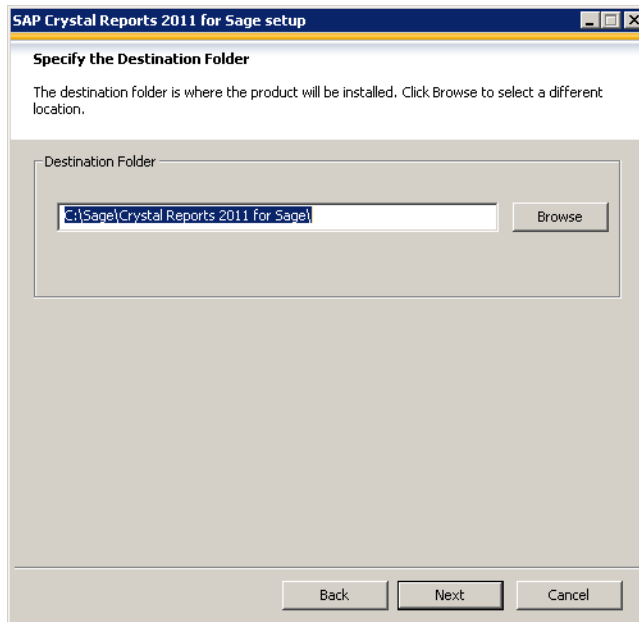 SAP Crystal Reports 2011 for Sage setup
Specify the Destination Folder
The destination folder is where the product will be installed. Click Browse to select a different
location.
Destination Folder
C:\Sage\Crystal Reports 2011 for Sage\
Browse
Back
Next
Cancel